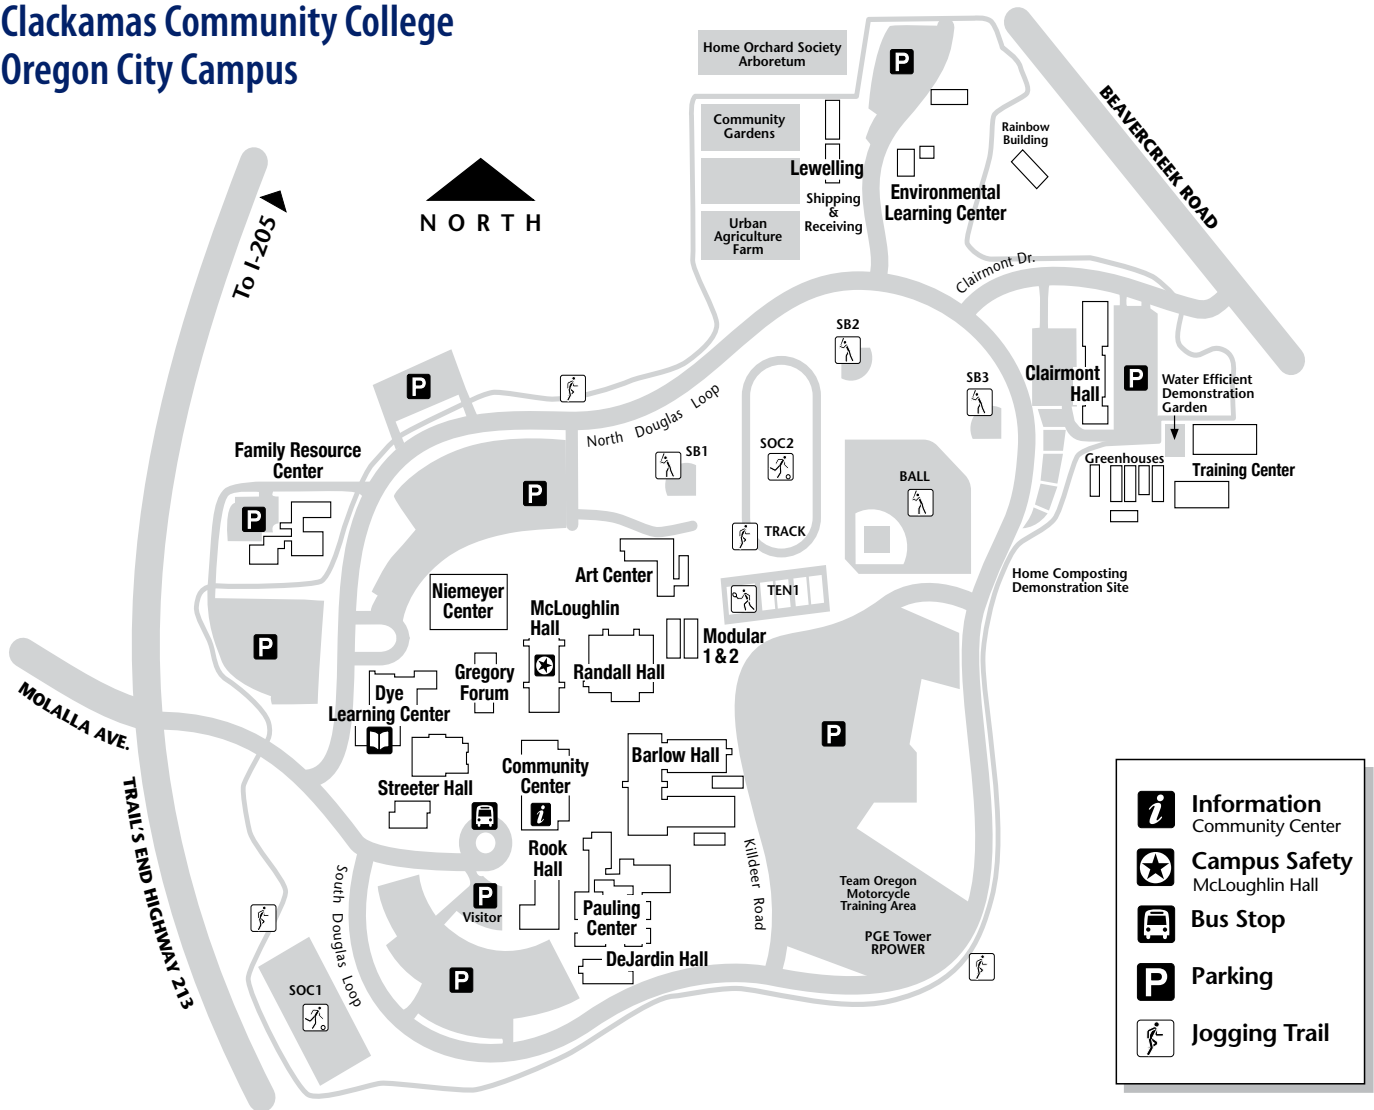 Clackamas Community College
Oregon City Campus
To I-205
NORTH
Home Orchard Society
Arboretum
P
BEAVERCREEK ROAD
Community
Gardens
Rainbow
Building
Lewelling
Shipping
&
Receiving
Environmental
Learning Center
Urban
Agriculture
Farm
Clairmont Dr.
SB2
SB3
Clairmont
Hall
P
Water Efficient
Demonstration
Garden
P
North Douglas Loop
Family Resource
Center
SB1
SOC2
BALL
Greenhouses
Training Center
P
P
TRACK
Art Center
Home Composting
Demonstration Site
TEN1
Niemeyer
Center
McLoughlin
Hall
Modular
1 & 2
P
Gregory
Forum
Randall Hall
MOLALLA AVE.
Dye
Learning Center
P
Barlow Hall
Community
Center
i
Streeter Hall
TRAIL'S END HIGHWAY 213
Rook
Hall
Killdeer Road
South Douglas Loop
P
Visitor
Pauling
Center
Team Oregon
Motorcycle
Training Area
PGE Tower
RPOWER
DeJardin Hall
P
SOC1
i
Information
Community Center
Campus Safety
McLoughlin Hall
Bus Stop
P
Parking
Jogging Trail